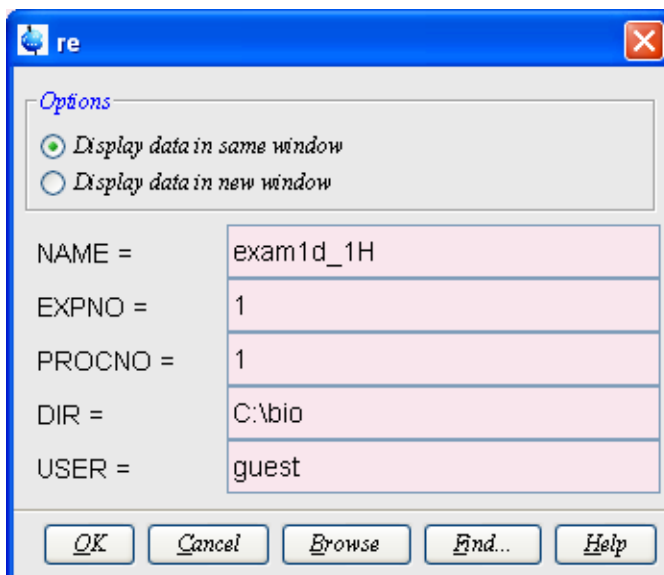 re
Options
Display data in same window
Display data in new window
NAME = exam1d_1H
EXPNO = 1
PROCNO = 1
DIR = C:\bio
USER = guest
OK Cancel Browse Find... Help